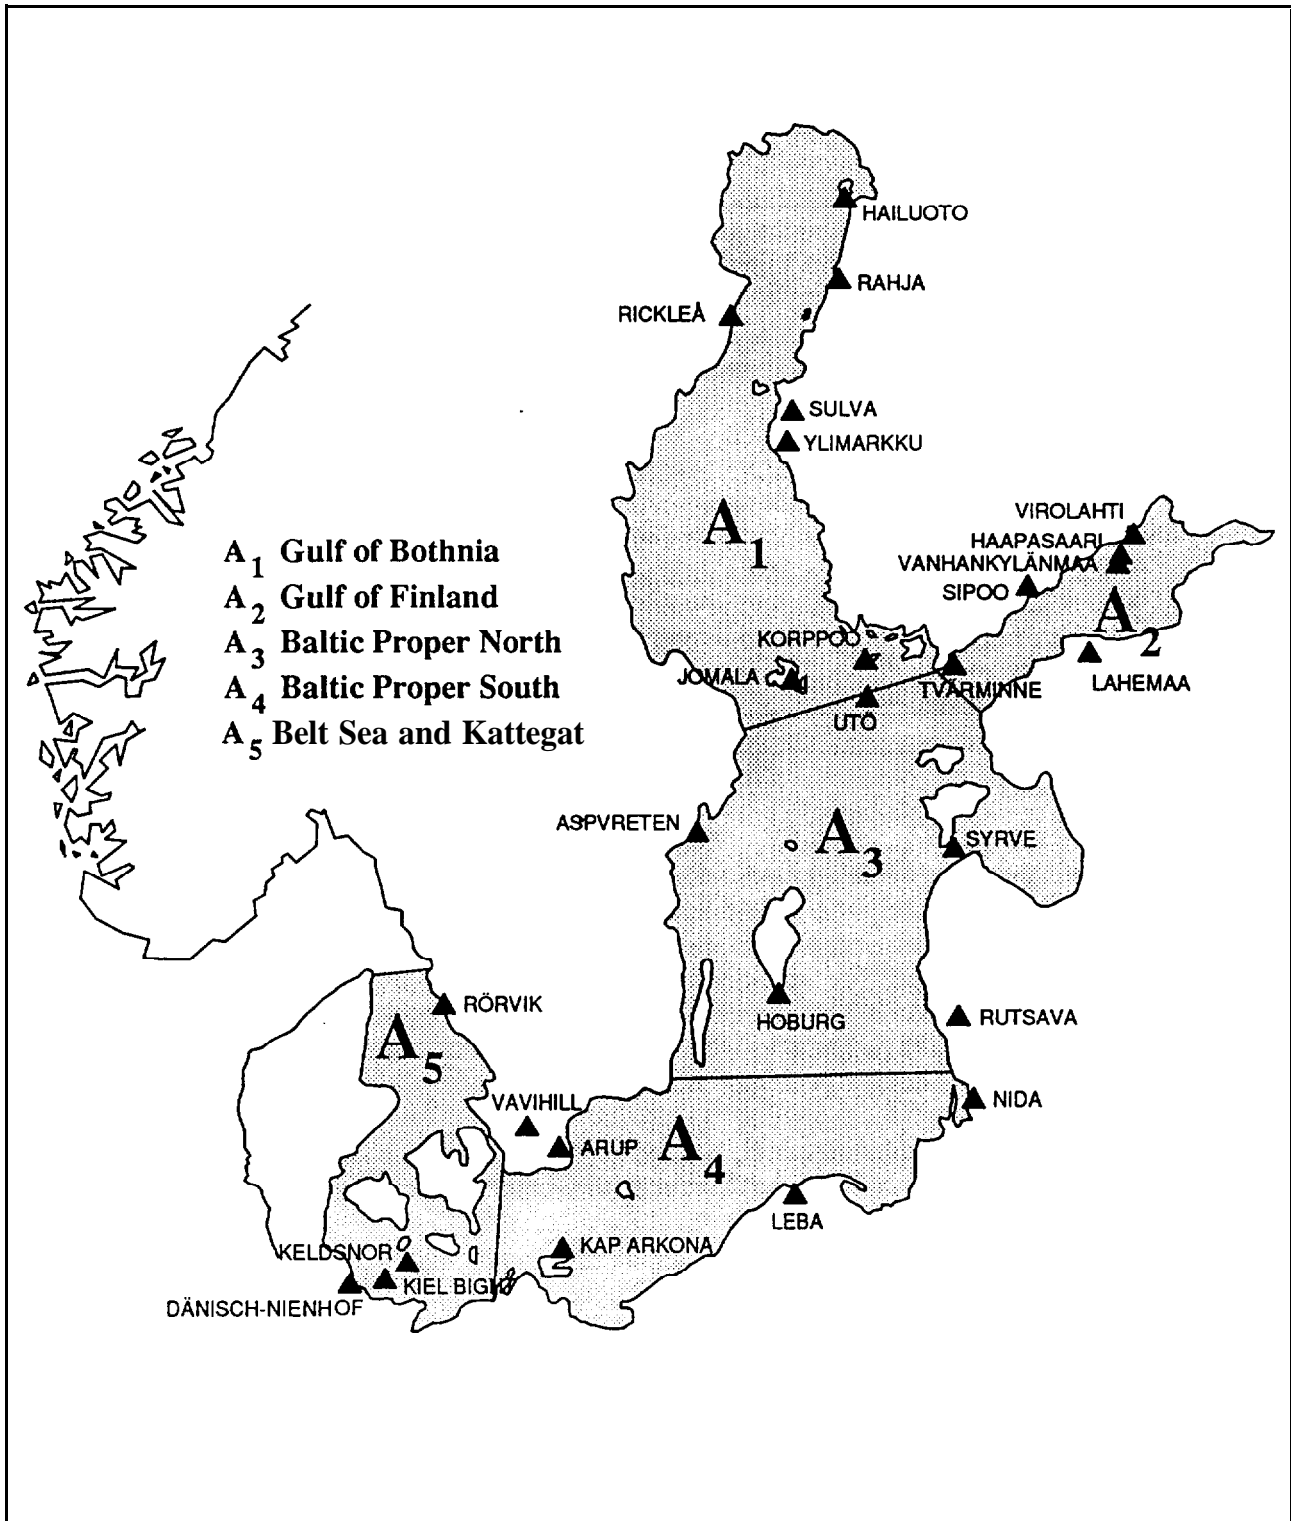 HAILUOTO
RAHJA
RICKLEÅ
SULVA
YLIMARKKU
A1
VIROLAHTI
HAAPASAARI
VANHANKYLÄNMAA
SIPOO
A2
A1 Gulf of Bothnia
A2 Gulf of Finland
A3 Baltic Proper North
A4 Baltic Proper South
A5 Belt Sea and Kattegat
KORPPOO
JOMALA
TVÄRMINNE
LAHEMAA
UTÖ
ASPVRETEN
A3
SYRVE
RÖRVIK
HOBURG
RUTSAVA
A5
VAVIHILL
NIDA
ARUP
A4
LEBA
KELDSNOR
KAP ARKONA
KIEL BIGHT
DÄNISCH-NIENHOF